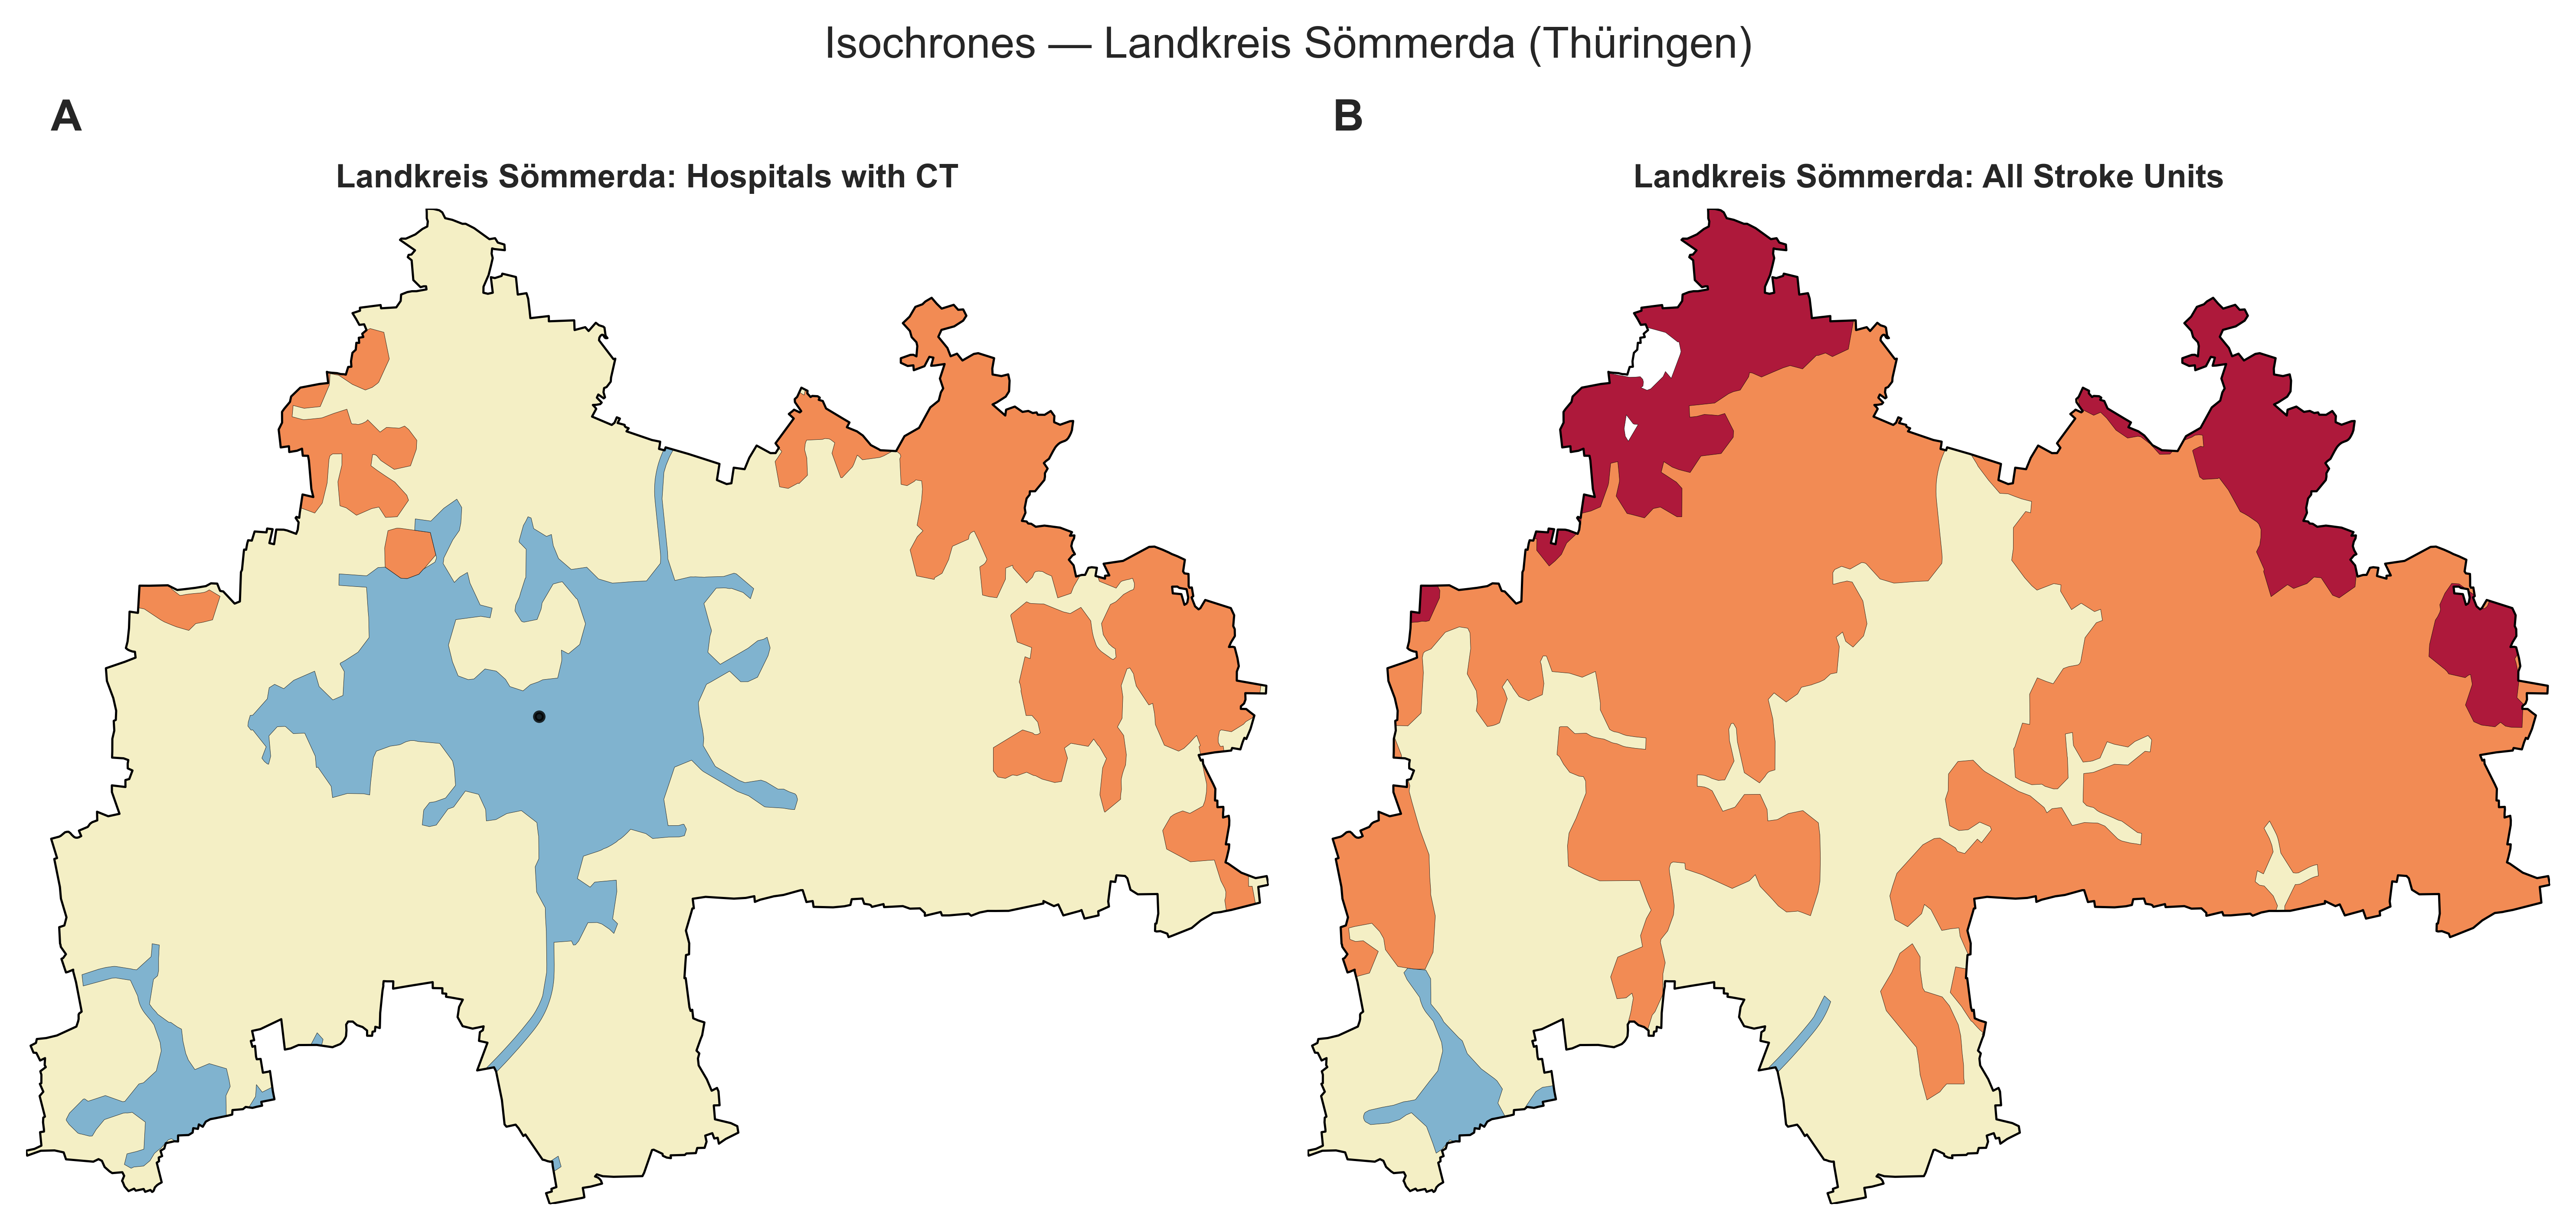 Isochrones — Landkreis Sömmerda (Thüringen)
A
B
Landkreis Sömmerda: Hospitals with CT
Landkreis Sömmerda: All Stroke Units